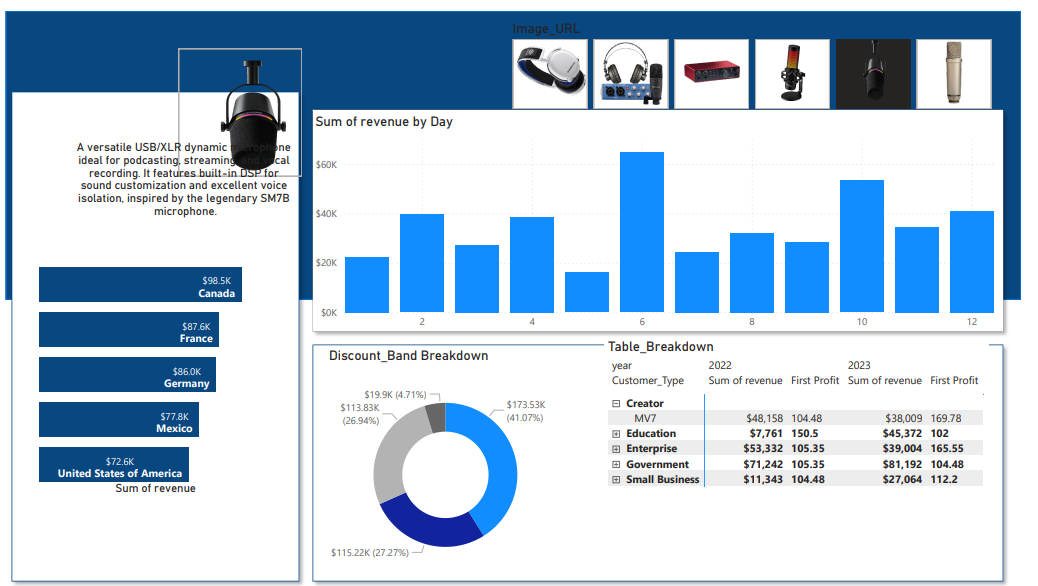 Image_URL
A versatile USB/XLR dynamic microphone
ideal for podcasting, streaming, and vocal
recording. It features built-in DSP for
sound customization and excellent voice
isolation, inspired by the legendary SM7B
microphone.
$98.5K
Canada
$87.6K
France
$86.0K
Germany
$77.8K
Mexico
$72.6K
United States of America
Sum of revenue
Sum of revenue by Day
$60K
$40K
$20K
$0K
2 4 6 8 10 12
Discount_Band Breakdown
$19.9K (4.71%)
$113.83K
(26.94%)
$173.53K
(41.07%)
$115.22K (27.27%)
Table_Breakdown
year 2022 2023
Customer_Type Sum of revenue First Profit Sum of revenue First Profit
Creator
MV7 $48,158 104.48 $38,009 169.78
Education $7,761 150.5 $45,372 102
Enterprise $53,332 105.35 $39,004 165.55
Government $71,242 105.35 $81,192 104.48
Small Business $11,343 104.48 $27,064 112.2